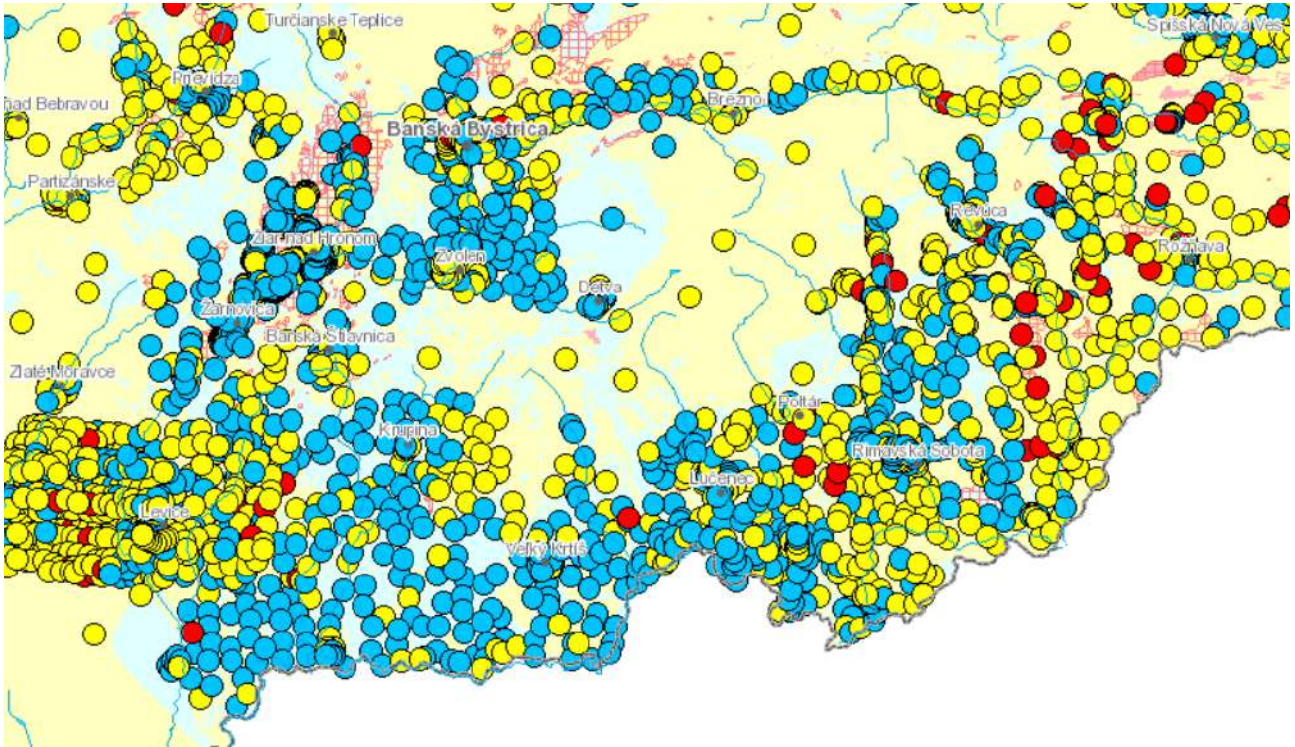 Turčianske Teplice
Spišská Nová Ves
Prievidza
nad Bebravou
Brezno
Banská Bystrica
Partizánske
Revúca
Žiar nad Hronom
Rožňava
Zvolen
Detva
Žarnovica
Banská Štiavnica
Zlaté Moravce
Poltár
Krupina
Rimavská Sobota
Lučenec
Levice
Veľký Krtíš